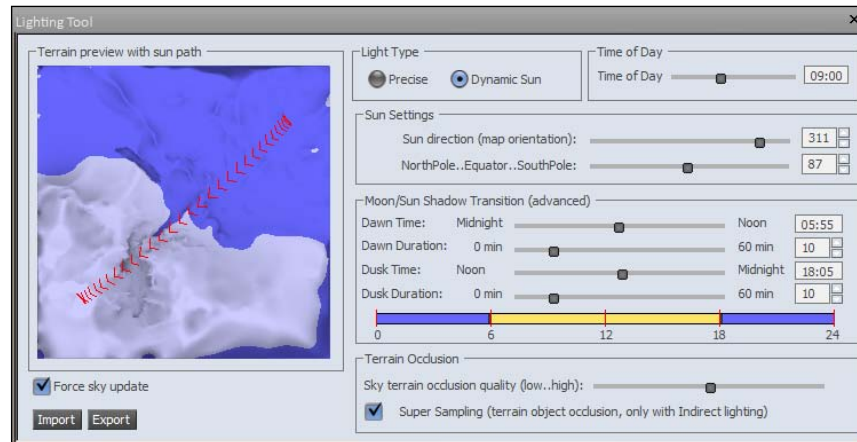 Lighting Tool
Terrain preview with sun path
Force sky update
Import Export
Light Type
Precise Dynamic Sun
Time of Day
Time of Day 09:00
Sun Settings
Sun direction (map orientation): 311
NorthPole..Equator..SouthPole: 87
Moon/Sun Shadow Transition (advanced)
Dawn Time: Midnight Noon 05:55
Dawn Duration: 0 min 60 min 10
Dusk Time: Noon Midnight 18:05
Dusk Duration: 0 min 60 min 10
0 6 12 18 24
Terrain Occlusion
Sky terrain occlusion quality (low..high):
Super Sampling (terrain object occlusion, only with Indirect lighting)